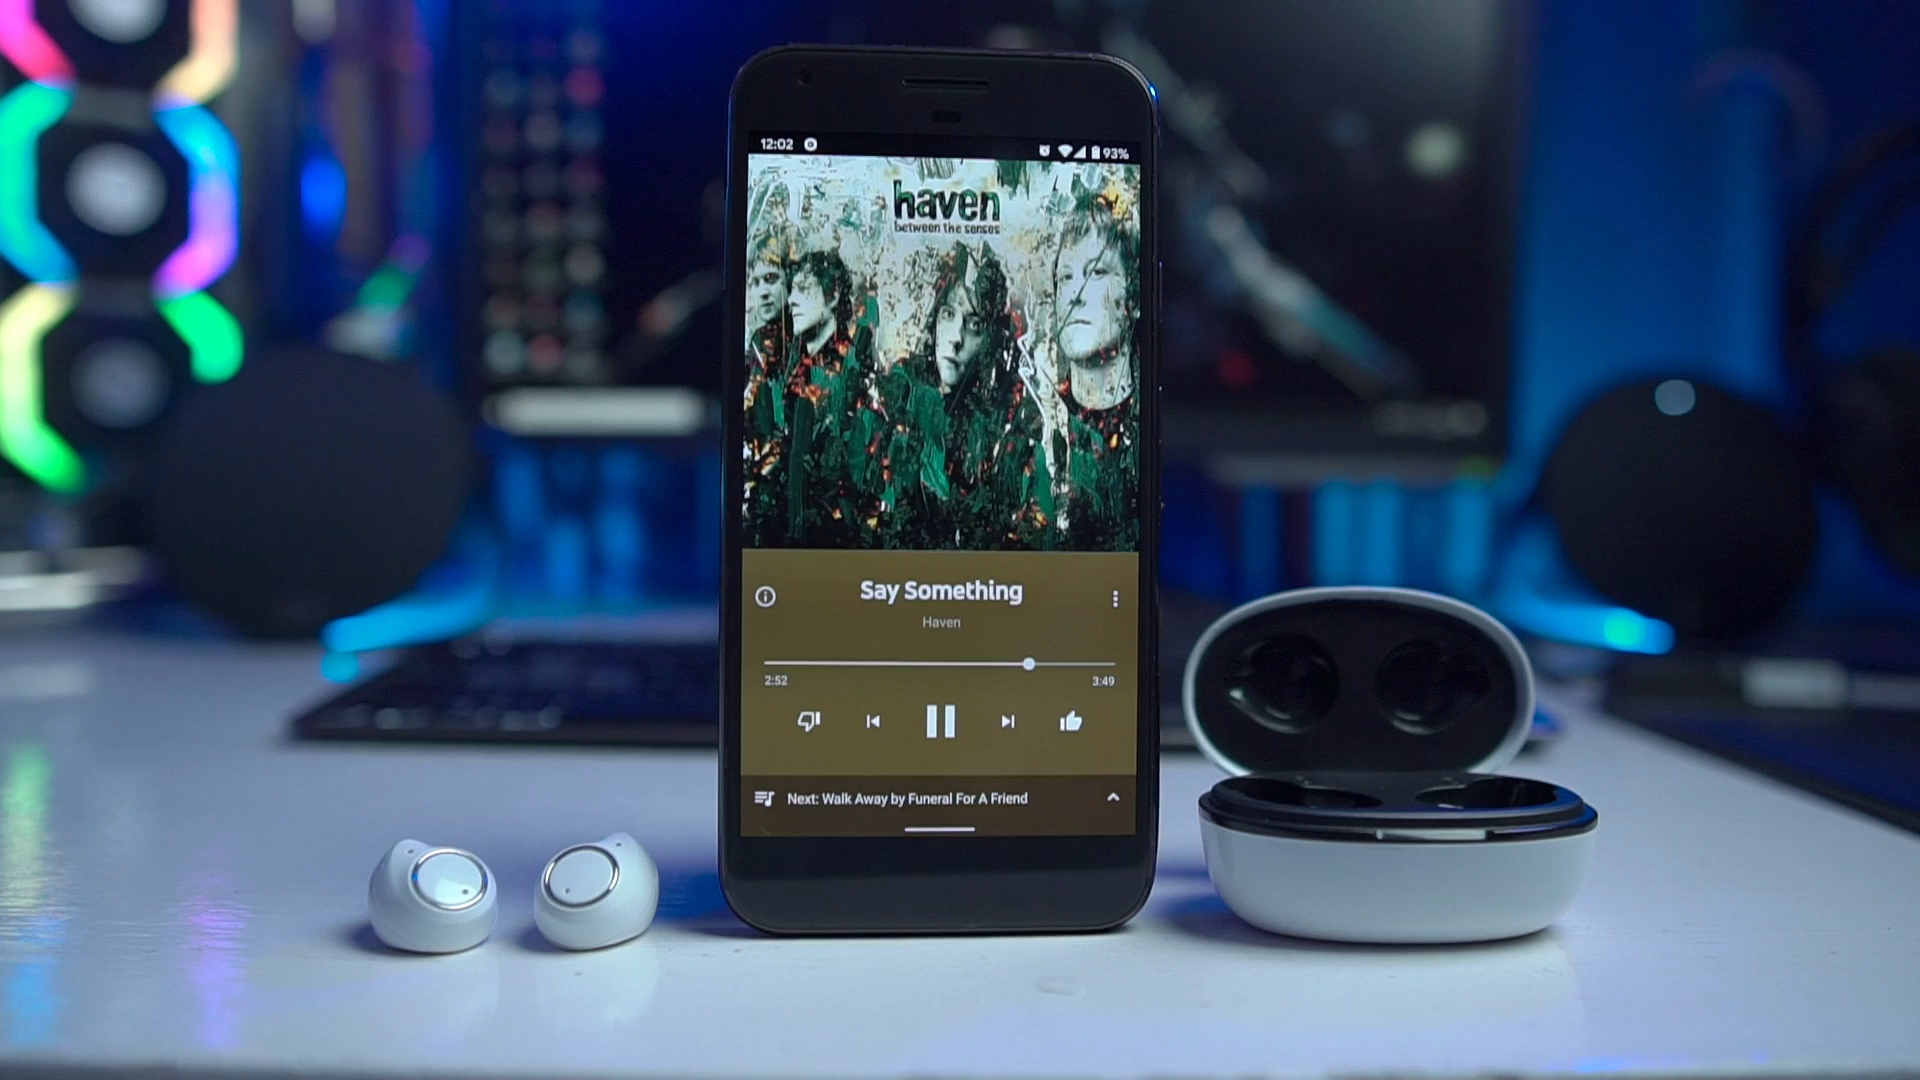 12:02
93%
haven
between the senses
Say Something
Haven
2:52
3:49
Next: Walk Away by Funeral For A Friend